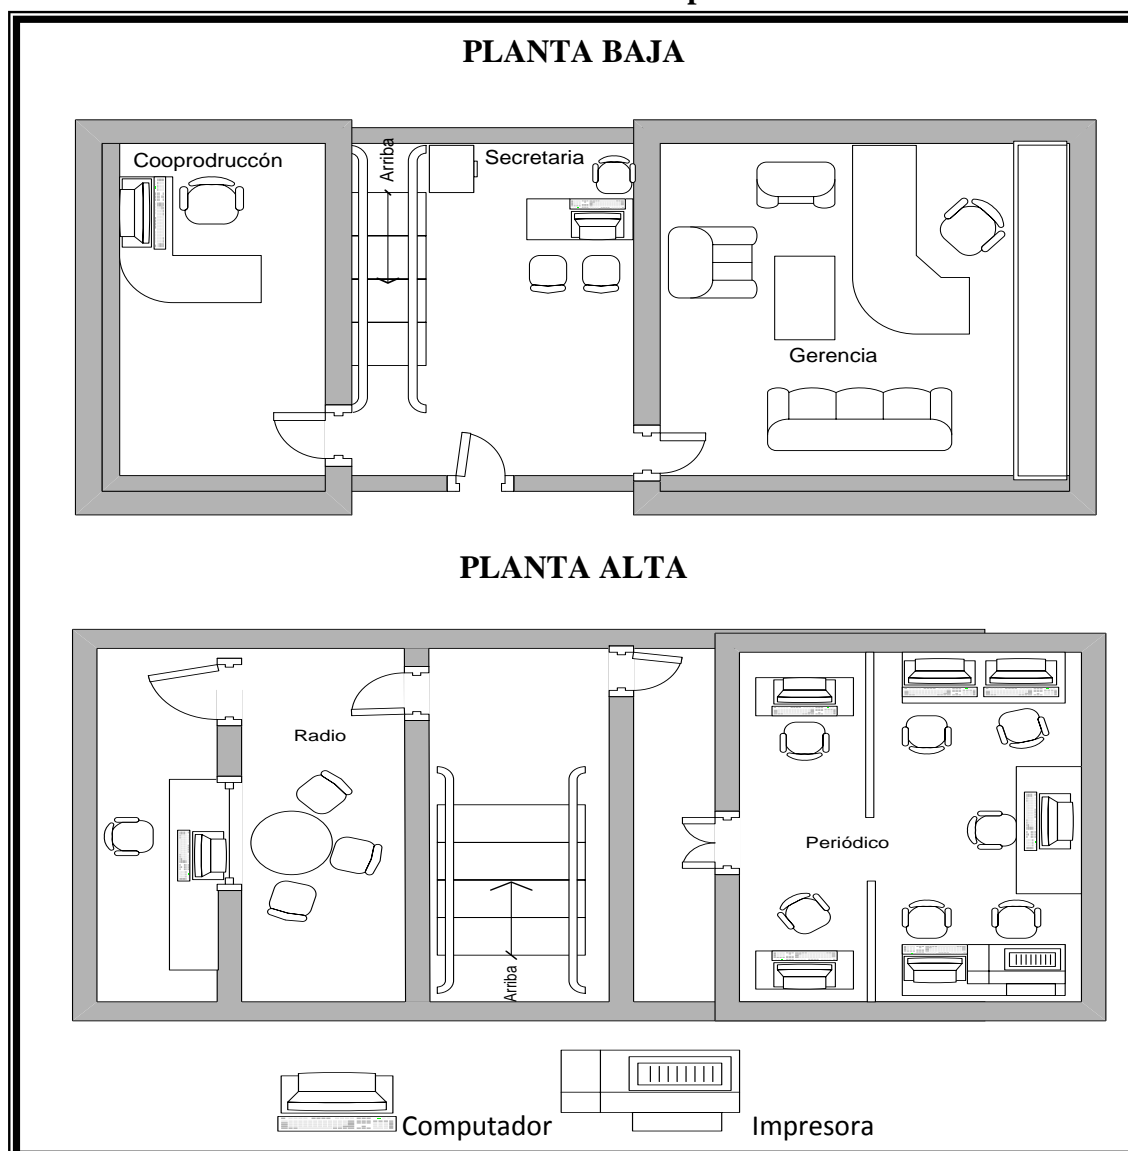 PLANTA BAJA
Cooprodruccón
Arriba
Secretaria
Gerencia
PLANTA ALTA
Radio
Periódico
Arriba
Computador
Impresora